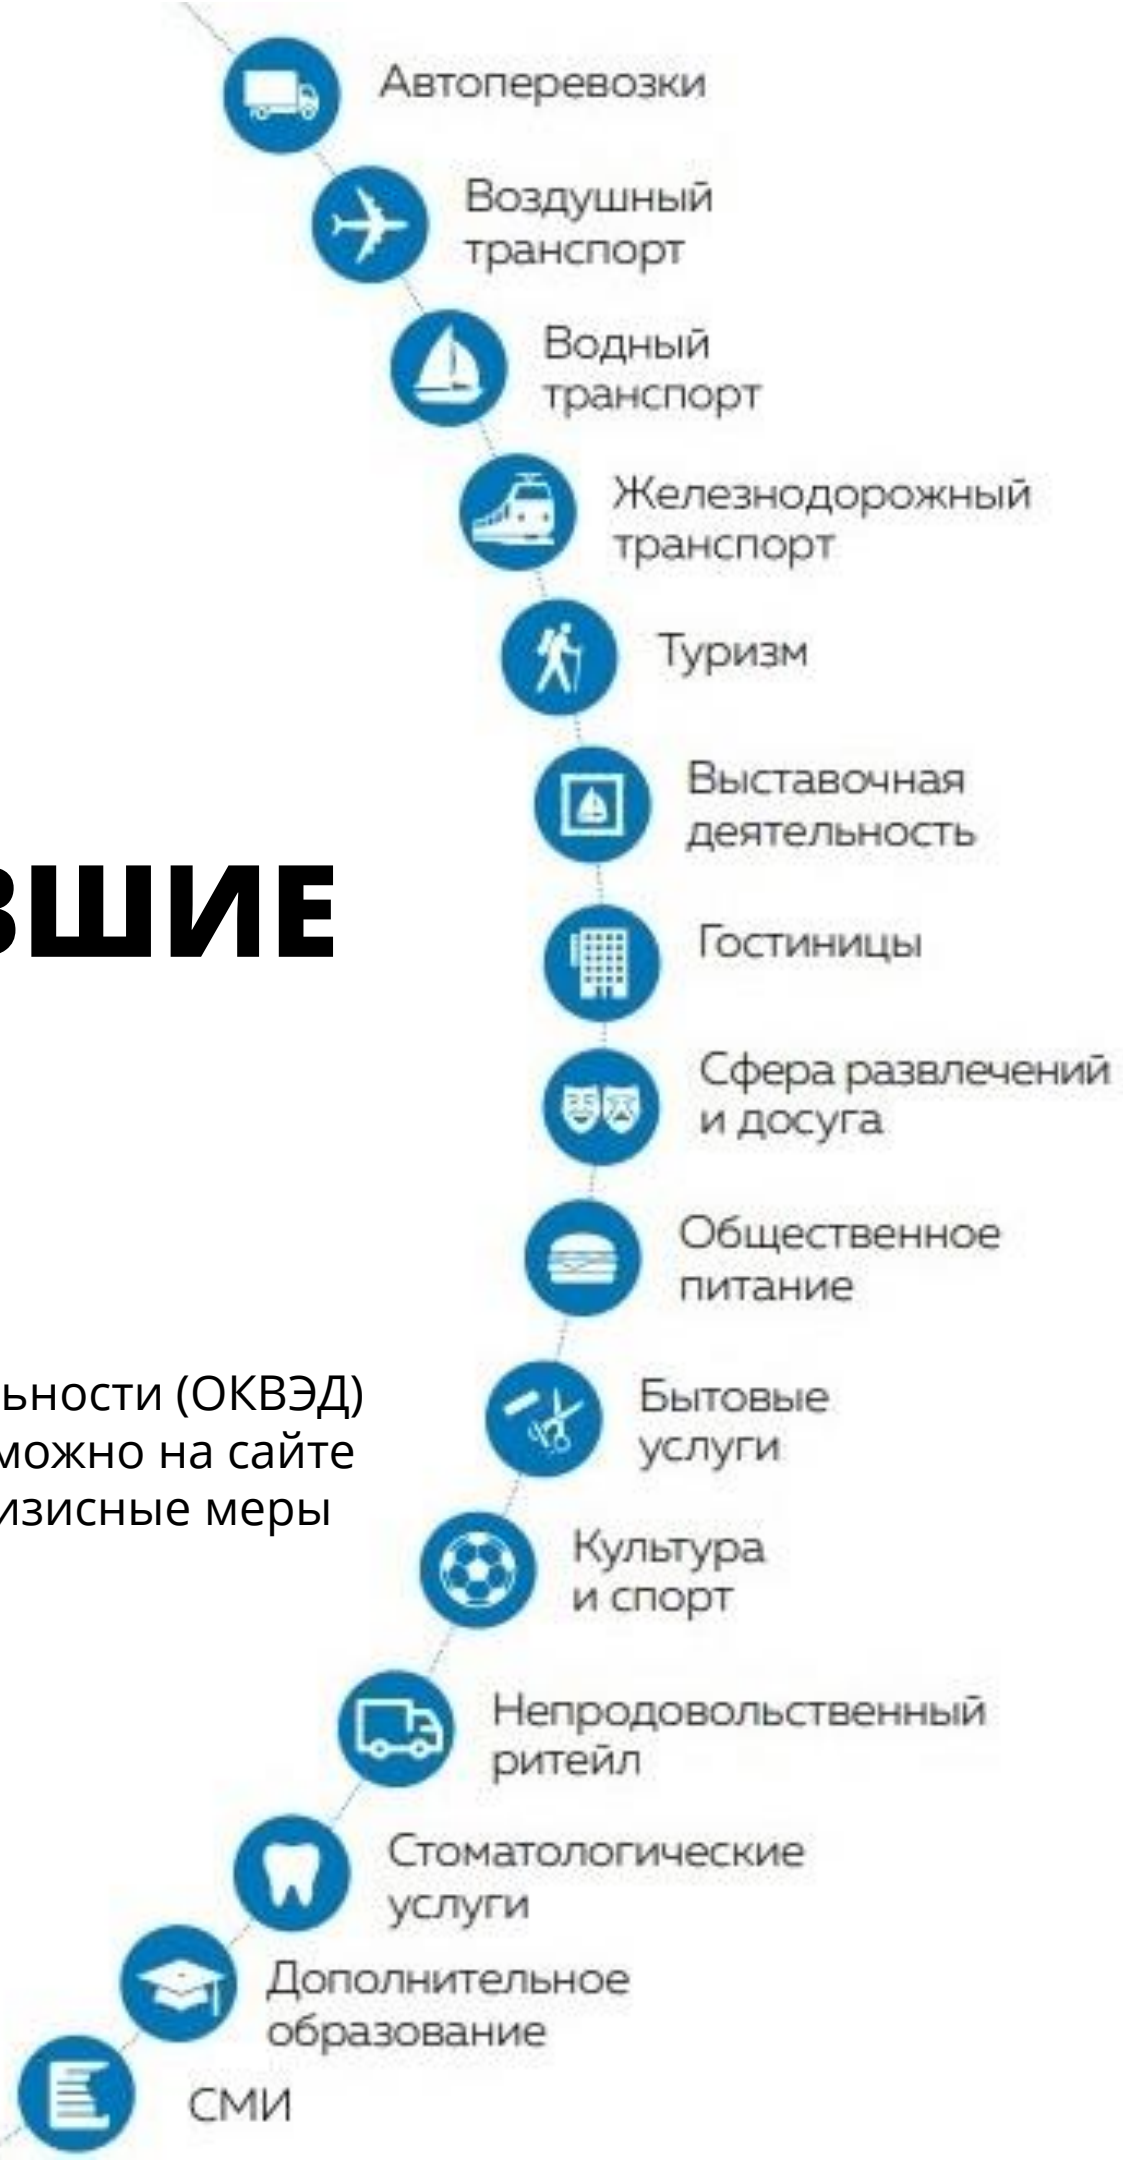 Автоперевозки
Воздушный
транспорт
Водный
транспорт
Железнодорожный
транспорт
Туризм
Выставочная
деятельность
ВШИЕ
Гостиницы
Сфера развлечений
и досуга
Общественное
питание
ьности (ОКВЭД)
можно на сайте
изисные меры
Бытовые
услуги
Культура
и спорт
Непродовольственный
ритейл
Стоматологические
услуги
Дополнительное
образование
СМИ